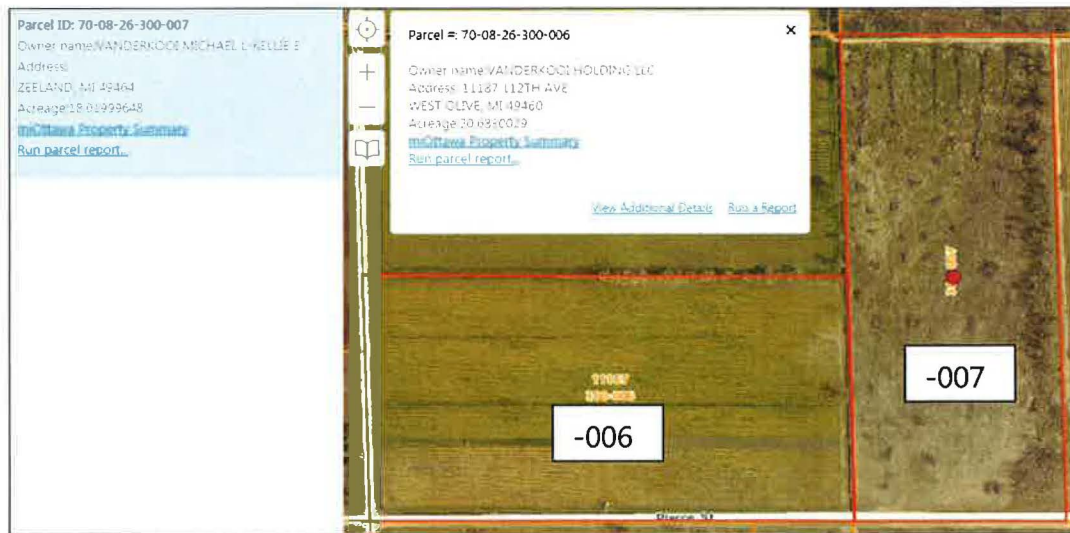 Parcel ID: 70-08-26-300-007
Owner name:VANDERKOOI MICHAEL L-KELLIE E
Address:
ZEELAND, MI 49464
Acreage:18.01999648
miOttawa Property Summary
Run parcel report...
Parcel #: 70-08-26-300-006
Owner name:VANDERKOOI HOLDING LLC
Address: 11187 112TH AVE
WEST OLIVE, MI 49460
miOttawa Property Summary
Run parcel report...
View Additional Details
Run a Report
-007
-006
Pierce St